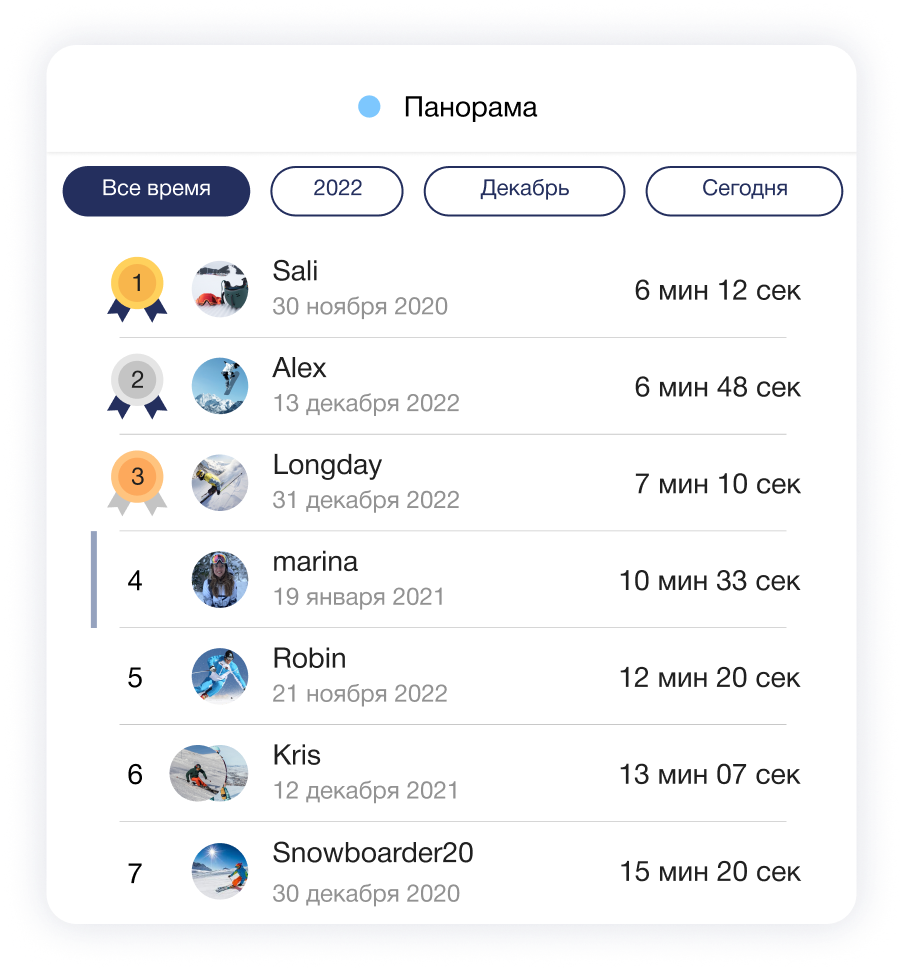 Панорама
Все время 2022 Декабрь Сегодня
1 Sali 6 мин 12 сек
30 ноября 2020
2 Alex 6 мин 48 сек
13 декабря 2022
3 Longday 7 мин 10 сек
31 декабря 2022
4 marina 10 мин 33 сек
19 января 2021
5 Robin 12 мин 20 сек
21 ноября 2022
6 Kris 13 мин 07 сек
12 декабря 2021
7 Snowboarder20 15 мин 20 сек
30 декабря 2020